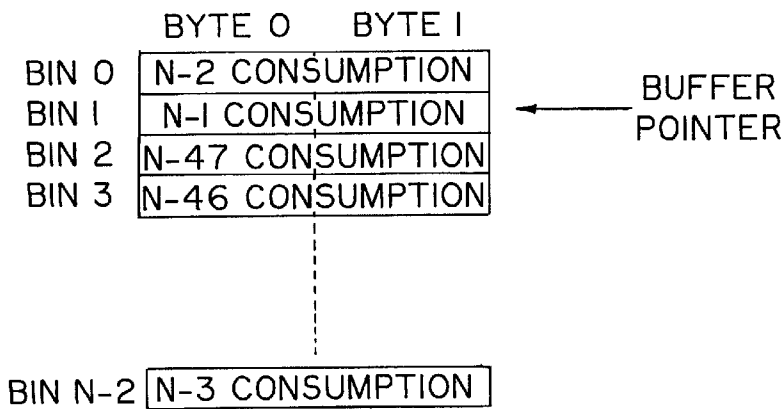 BYTE 0 BYTE 1
BIN 0 N-2 CONSUMPTION
BIN 1 N-1 CONSUMPTION
BIN 2 N-47 CONSUMPTION
BIN 3 N-46 CONSUMPTION
BUFFER
POINTER
BIN N-2 N-3 CONSUMPTION